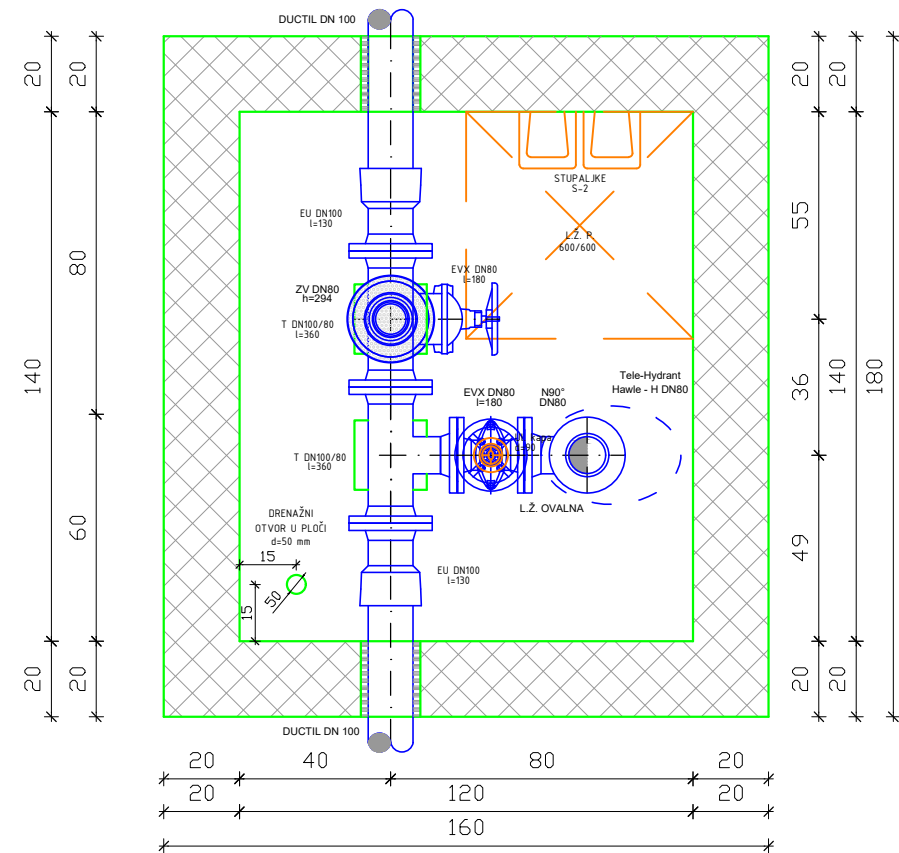 DUCTIL DN 100
20
20
20
20
STUPALJKE
S-2
EU DN100
l=130
L.Ž. P.
600/600
55
80
EVX DN80
l=180
ZV DN80
h=294
T DN100/80
l=360
140
36
140
180
Tele-Hydrant
Hawle - H DN80
EVX DN80
l=180
N90°
DN80
d=90
T DN100/80
l=360
L.Ž. OVALNA
DRENAŽNI
OTVOR U PLOČI
d=50 mm
60
49
15
EU DN100
l=130
50
15
20
20
20
20
DUCTIL DN 100
20
40
80
20
20
120
20
160